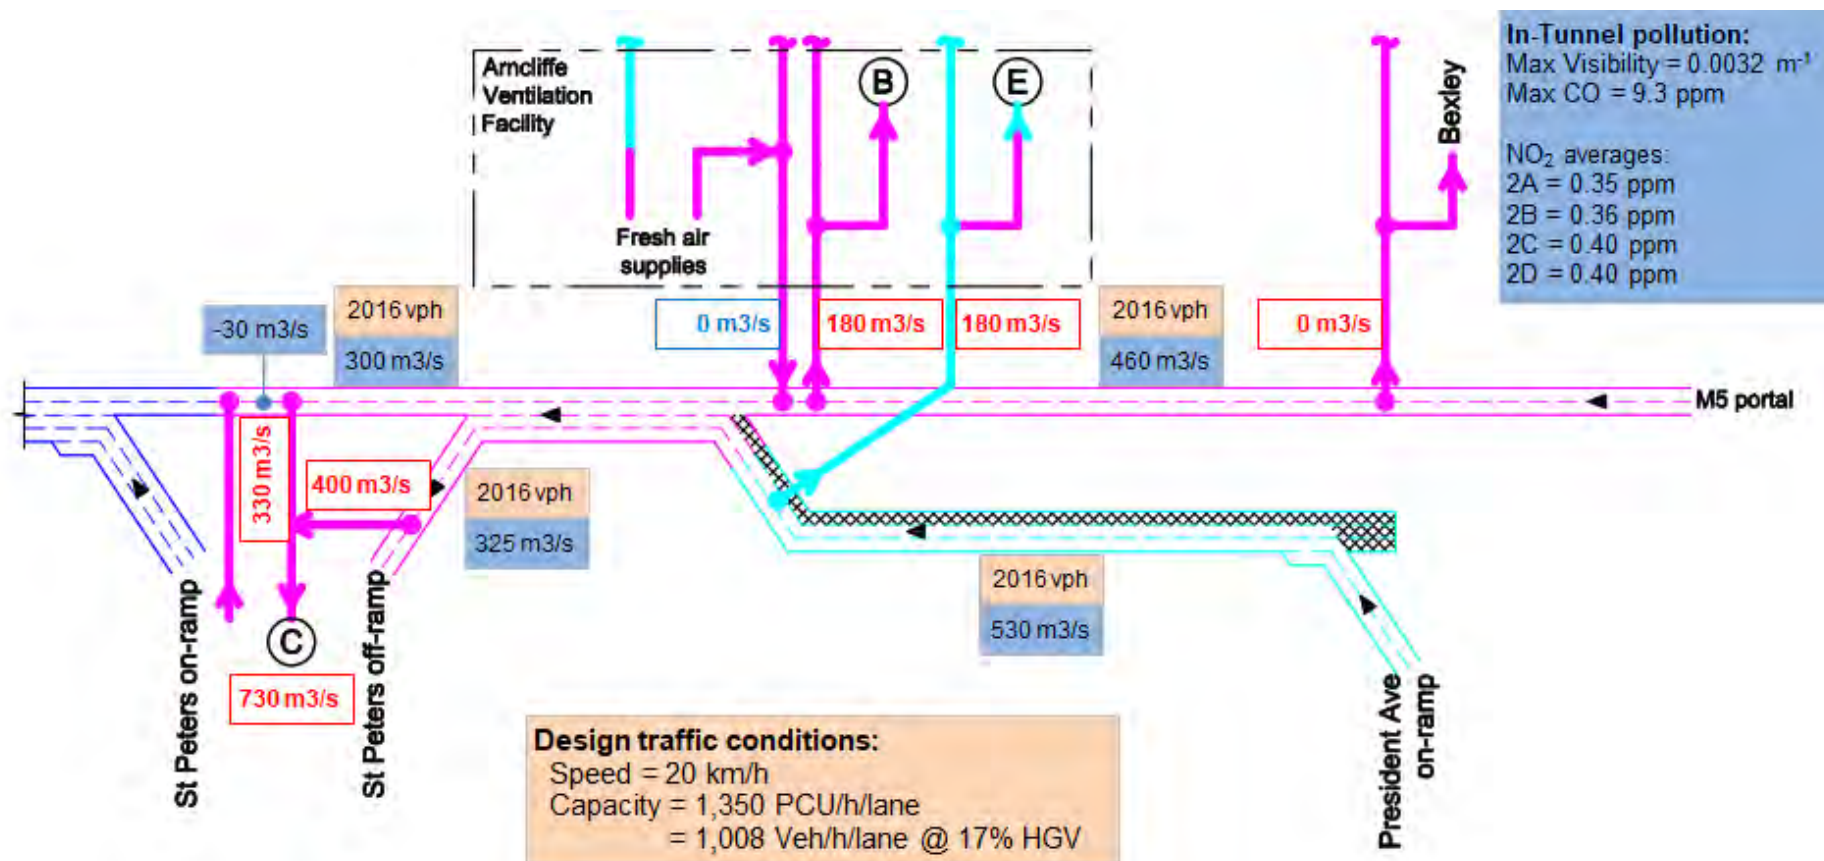 Arncliffe
Ventilation
Facility
B
E
Fresh air
supplies
Bexley
In-Tunnel pollution:
Max Visibility = 0.0032 m⁻¹
Max CO = 9.3 ppm
NO₂ averages:
2A = 0.35 ppm
2B = 0.36 ppm
2C = 0.40 ppm
2D = 0.40 ppm
-30 m3/s
2016 vph
300 m3/s
0 m3/s
180 m3/s
180 m3/s
2016 vph
460 m3/s
0 m3/s
M5 portal
330 m3/s
400 m3/s
2016 vph
325 m3/s
2016 vph
530 m3/s
St Peters on-ramp
C
730 m3/s
St Peters off-ramp
President Ave
on-ramp
Design traffic conditions:
Speed = 20 km/h
Capacity = 1,350 PCU/h/lane
= 1,008 Veh/h/lane @ 17% HGV